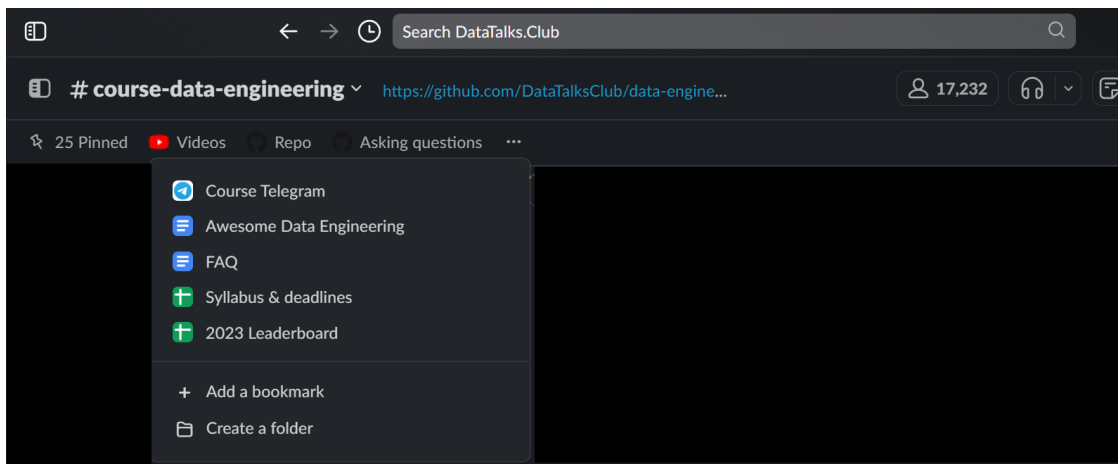 Search DataTalks.Club
# course-data-engineering https://github.com/DataTalksClub/data-engine... 17,232
25 Pinned Videos Repo Asking questions ...
Course Telegram
Awesome Data Engineering
FAQ
Syllabus & deadlines
2023 Leaderboard
+ Add a bookmark
Create a folder